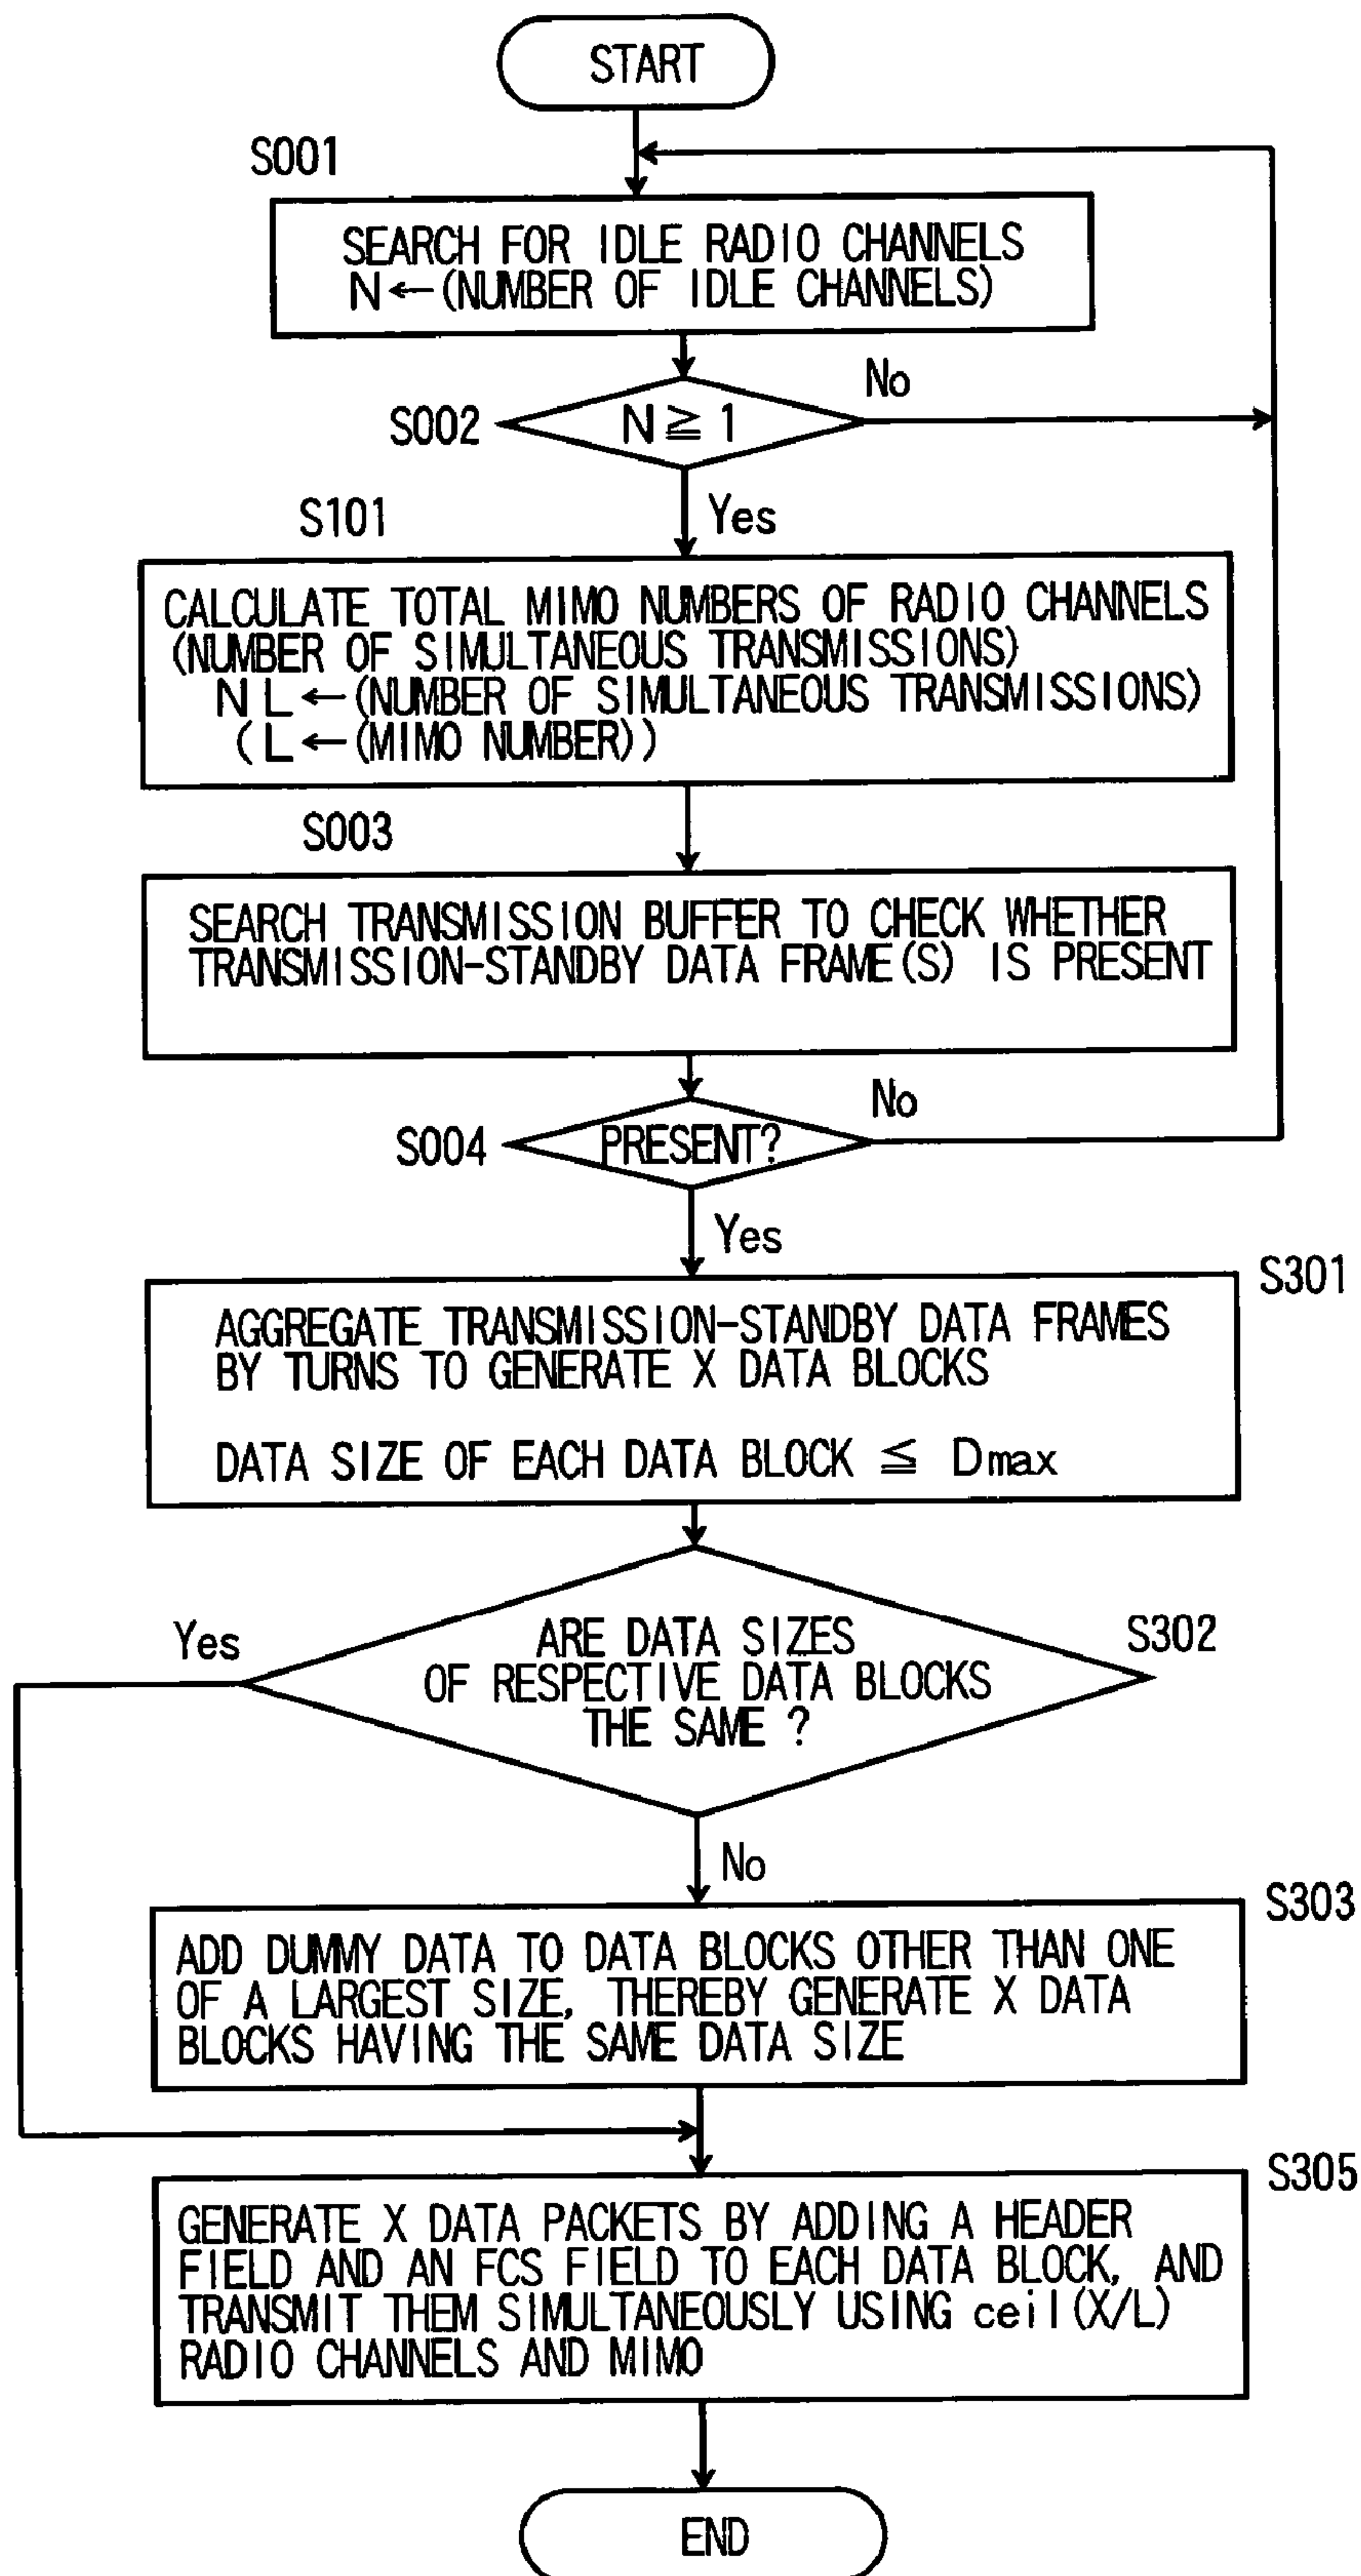 START
S001
SEARCH FOR IDLE RADIO CHANNELS
N←(NUMBER OF IDLE CHANNELS)
No
S002
N≧1
Yes
S101
CALCULATE TOTAL MIMO NUMBERS OF RADIO CHANNELS
(NUMBER OF SIMULTANEOUS TRANSMISSIONS)
NL←(NUMBER OF SIMULTANEOUS TRANSMISSIONS)
(L←(MIMO NUMBER))
S003
SEARCH TRANSMISSION BUFFER TO CHECK WHETHER
TRANSMISSION-STANDBY DATA FRAME(S) IS PRESENT
No
S004
PRESENT?
Yes
S301
AGGREGATE TRANSMISSION-STANDBY DATA FRAMES
BY TURNS TO GENERATE X DATA BLOCKS
DATA SIZE OF EACH DATA BLOCK ≦ Dmax
Yes
S302
ARE DATA SIZES
OF RESPECTIVE DATA BLOCKS
THE SAME ?
No
S303
ADD DUMMY DATA TO DATA BLOCKS OTHER THAN ONE
OF A LARGEST SIZE, THEREBY GENERATE X DATA
BLOCKS HAVING THE SAME DATA SIZE
S305
GENERATE X DATA PACKETS BY ADDING A HEADER
FIELD AND AN FCS FIELD TO EACH DATA BLOCK, AND
TRANSMIT THEM SIMULTANEOUSLY USING ceil(X/L)
RADIO CHANNELS AND MIMO
END